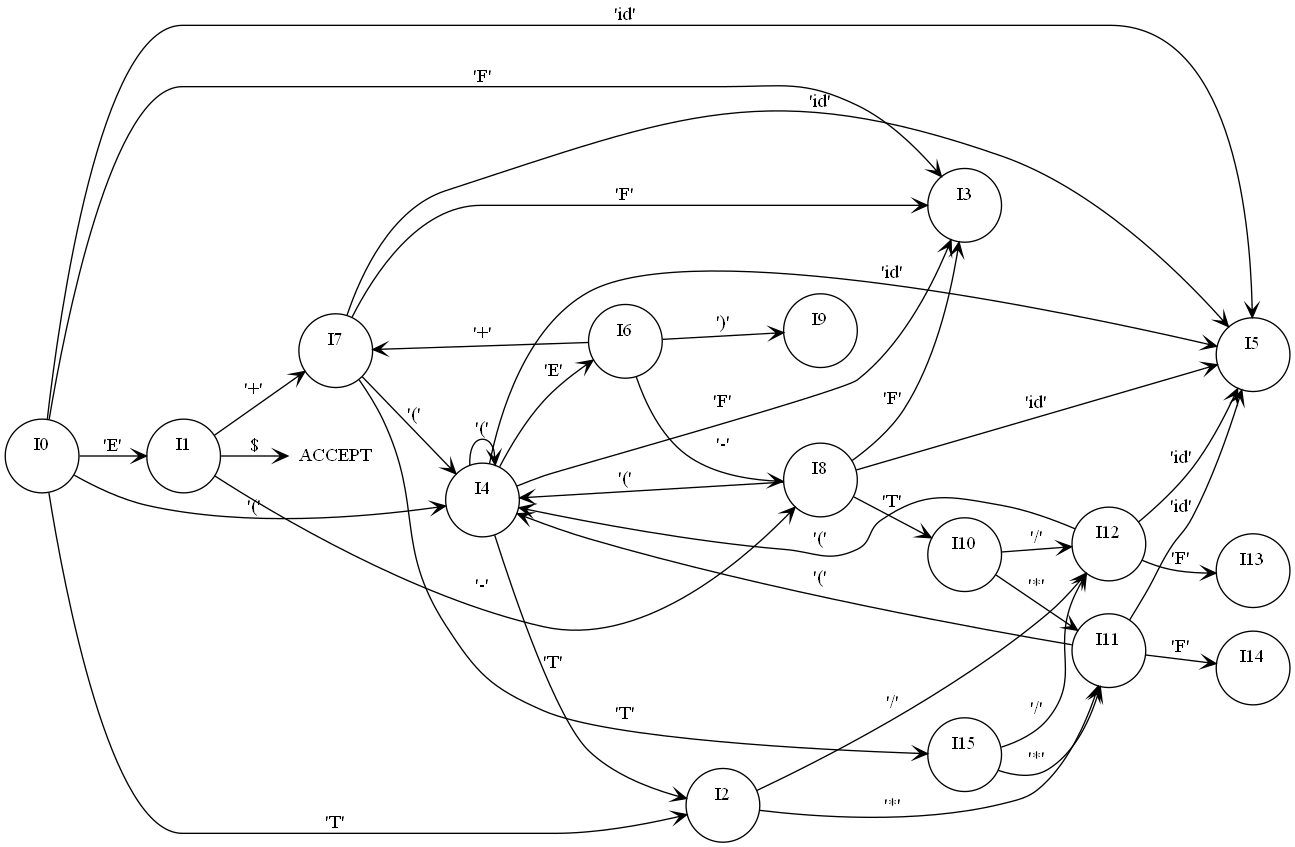 'id'
'F'
'id'
'F'
I3
'id'
I7
'+'
I6
')'
I9
I5
'+'
'('
'E'
'F'
'F'
'id'
I0
'E'
I1
$
ACCEPT
'('
'-'
'id'
I4
'('
I8
'T'
'id'
'('
'('
I10
'/'
I12
'F'
I13
'-'
'('
'*'
I11
'F'
I14
'T'
'/'
'/'
'T'
I15
'*'
I2
'*'
'T'